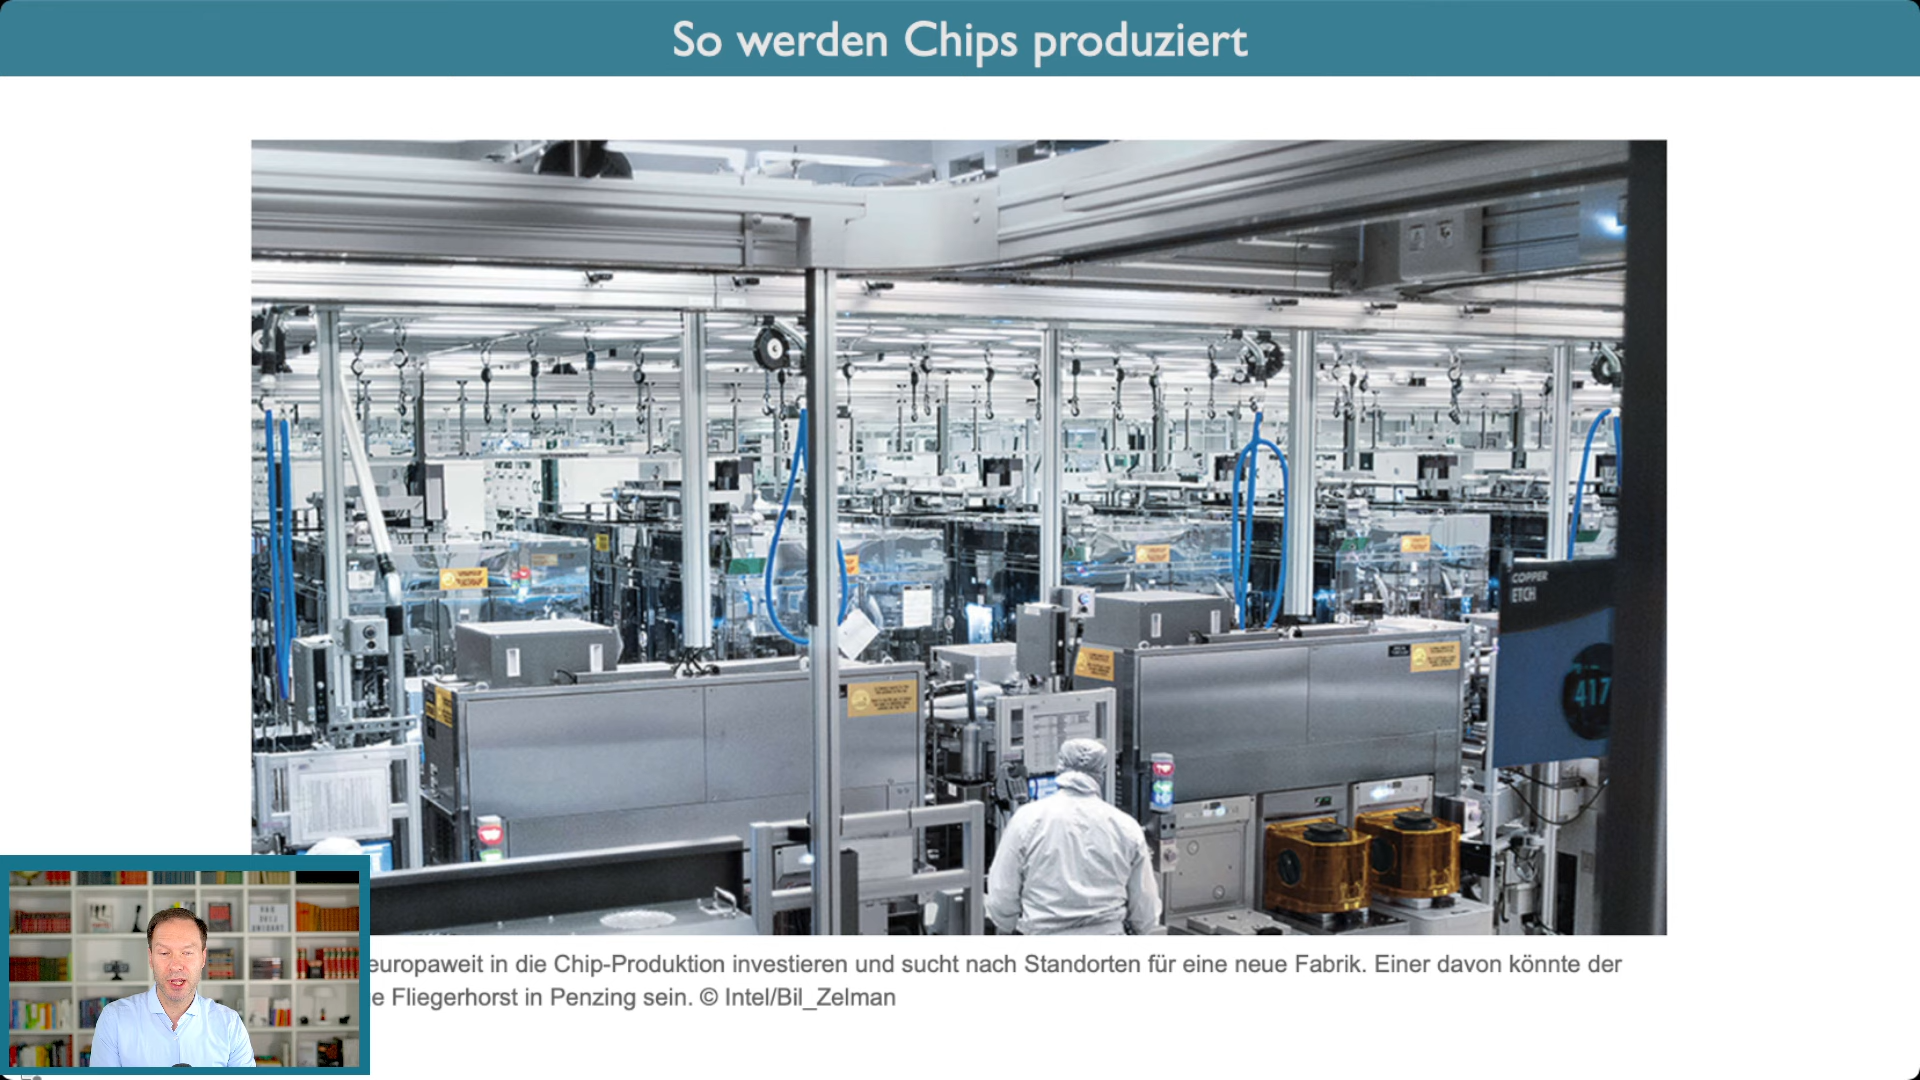 So werden Chips produziert
COPPER
ETCH
417
europaweit in die Chip-Produktion investieren und sucht nach Standorten für eine neue Fabrik. Einer davon könnte der
e Fliegerhorst in Penzing sein. © Intel/Bil_Zelman